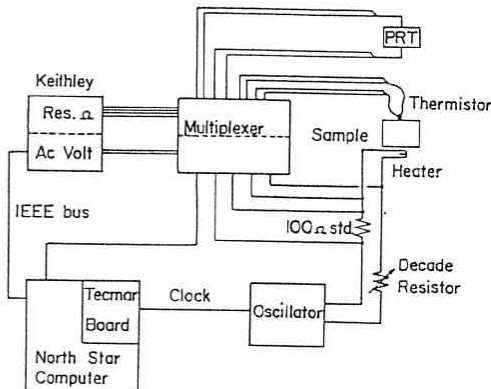 PRT
Keithley
Res. Ω
Ac Volt
Multiplexer
Thermistor
Sample
Heater
IEEE bus
100Ω std.
Decade
Resistor
Tecmar
Board
Clock
Oscillator
North Star
Computer